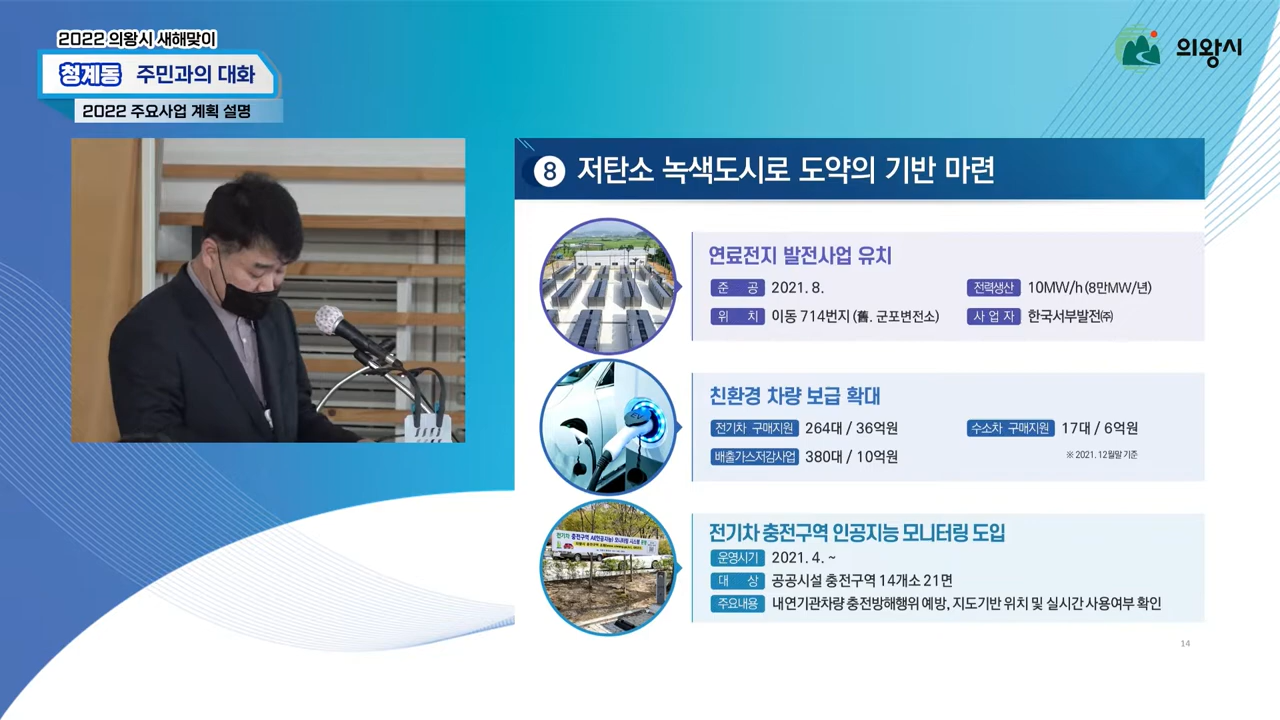 2022 의왕시 새해맞이
청계동 주민과의 대화
2022 주요사업 계획 설명
의왕시
8 저탄소 녹색도시로 도약의 기반 마련
연료전지 발전사업 유치
준 공 2021. 8.
전력생산 10MW/h (8만MW/년)
위 치 이동 714번지 (舊. 군포변전소)
사 업 자 한국서부발전㈜
친환경 차량 보급 확대
전기차 구매지원 264대 / 36억원
수소차 구매지원 17대 / 6억원
배출가스저감사업 380대 / 10억원
※ 2021. 12월말 기준
EV
전기차 충전구역 인공지능 모니터링 도입
운영시기 2021. 4. ~
대 상 공공시설 충전구역 14개소 21면
주요내용 내연기관차량 충전방해행위 예방, 지도기반 위치 및 실시간 사용여부 확인
14